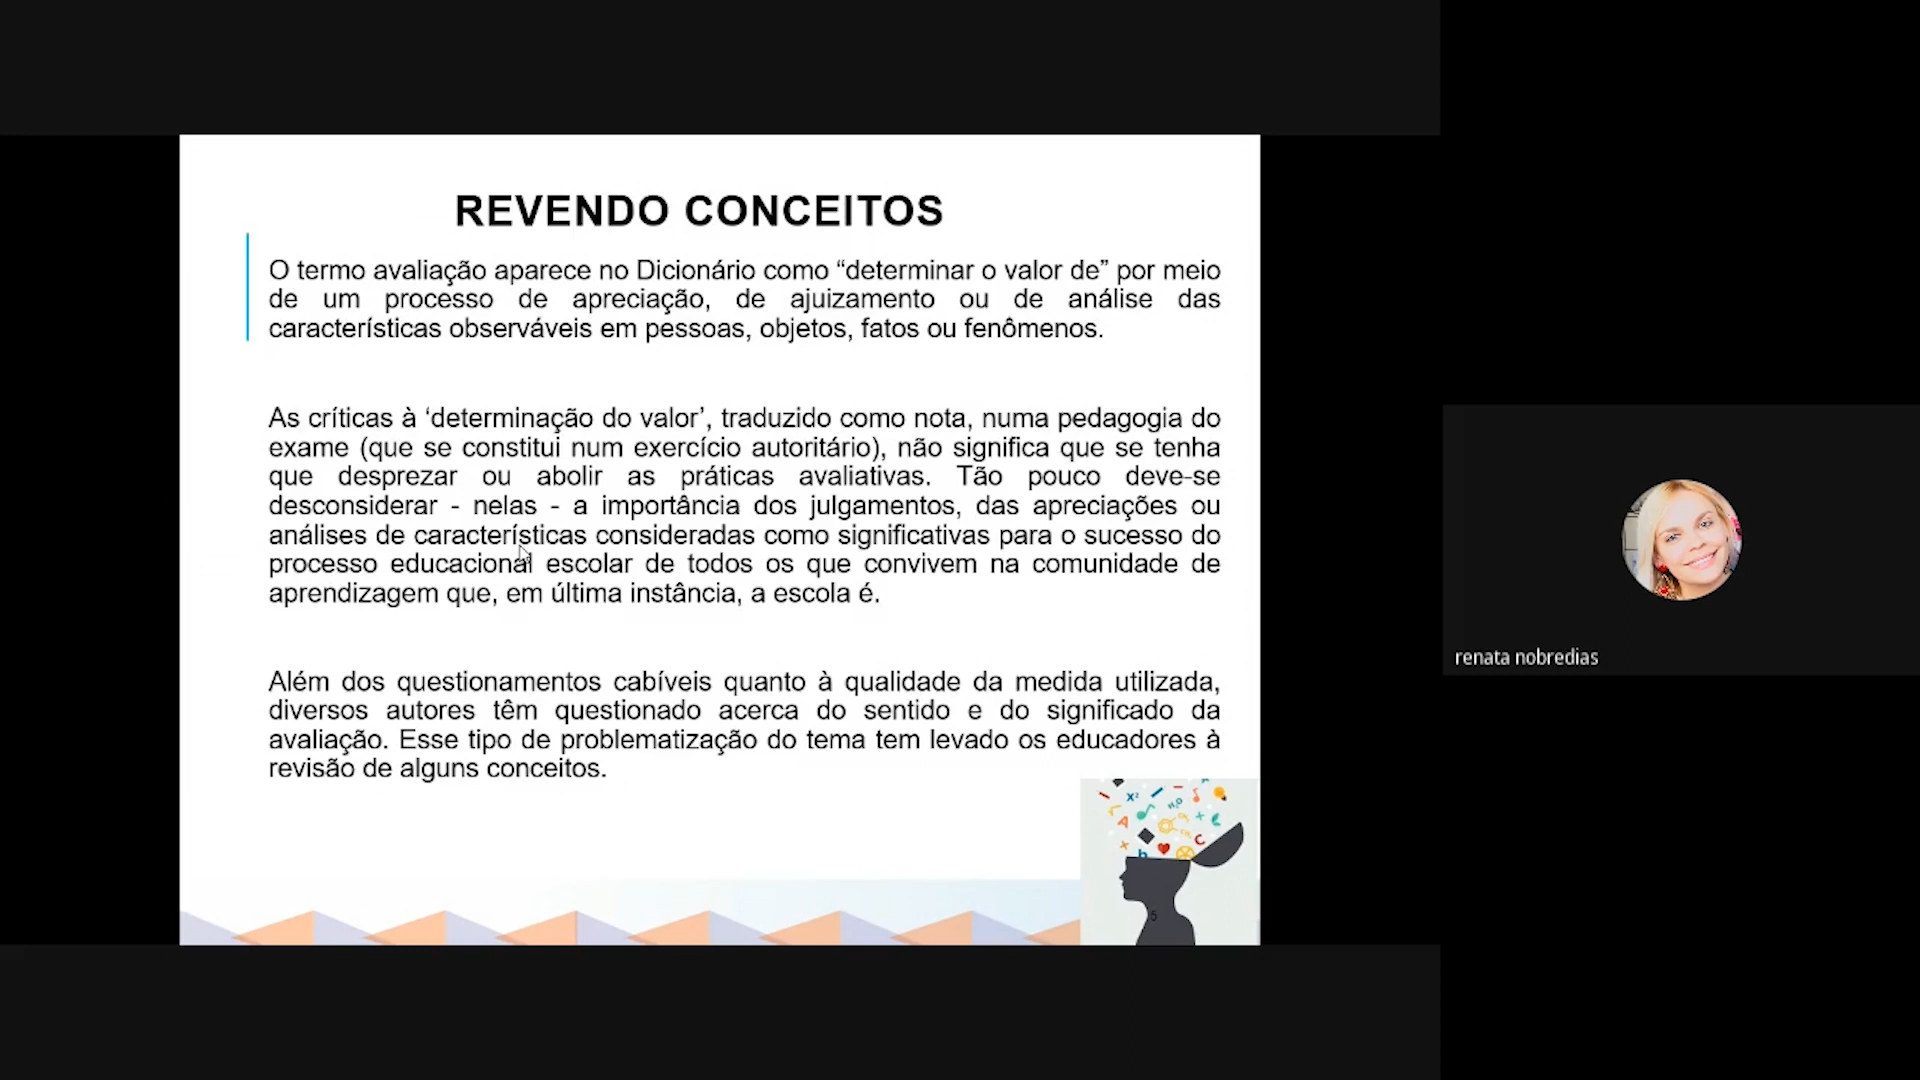 REVENDO CONCEITOS
O termo avaliação aparece no Dicionário como “determinar o valor de” por meio
de um processo de apreciação, de ajuizamento ou de análise das
características observáveis em pessoas, objetos, fatos ou fenômenos.
As críticas à ‘determinação do valor’, traduzido como nota, numa pedagogia do
exame (que se constitui num exercício autoritário), não significa que se tenha
que desprezar ou abolir as práticas avaliativas. Tão pouco deve-se
desconsiderar - nelas - a importância dos julgamentos, das apreciações ou
análises de características consideradas como significativas para o sucesso do
processo educacional escolar de todos os que convivem na comunidade de
aprendizagem que, em última instância, a escola é.
Além dos questionamentos cabíveis quanto à qualidade da medida utilizada,
diversos autores têm questionado acerca do sentido e do significado da
avaliação. Esse tipo de problematização do tema tem levado os educadores à
revisão de alguns conceitos.
5
renata nobredias